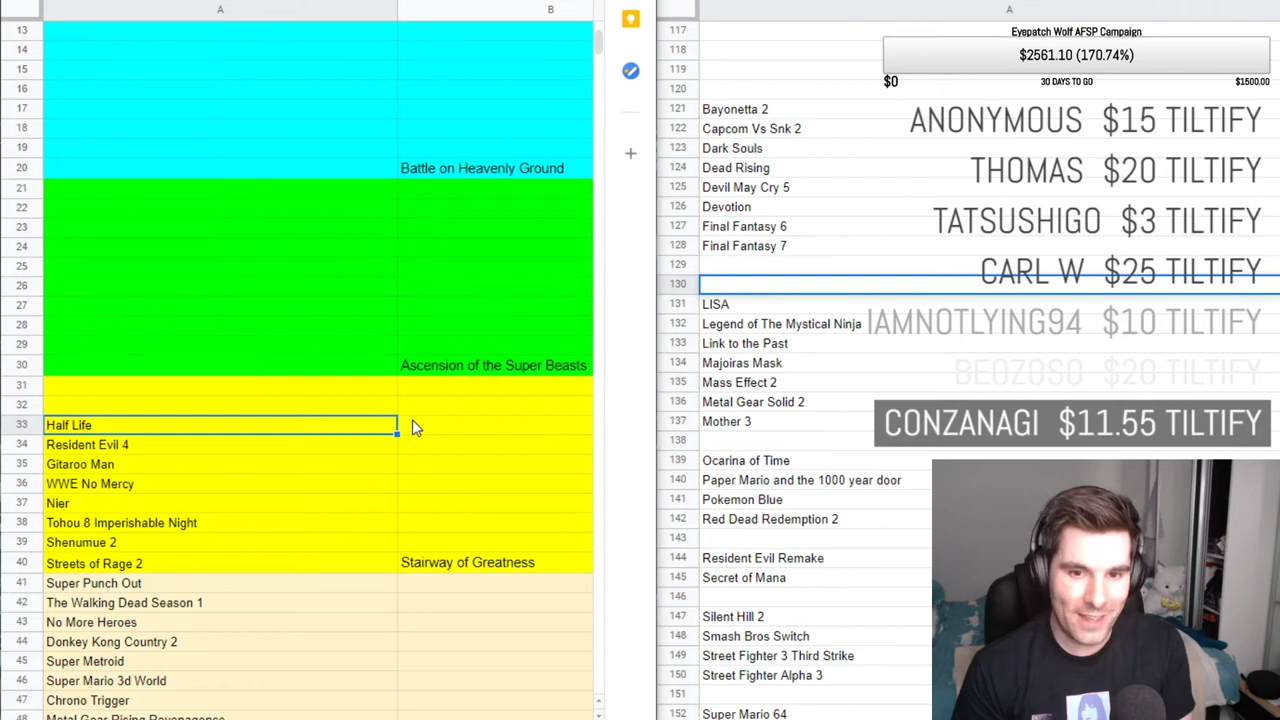 A
B
13
14
15
16
17
18
19
20 Battle on Heavenly Ground
21
22
23
24
25
26
27
28
29
30 Ascension of the Super Beasts
31
32
33 Half Life
34 Resident Evil 4
35 Gitaroo Man
36 WWE No Mercy
37 Nier
38 Tohou 8 Imperishable Night
39 Shenumue 2
40 Streets of Rage 2 Stairway of Greatness
41 Super Punch Out
42 The Walking Dead Season 1
43 No More Heroes
44 Donkey Kong Country 2
45 Super Metroid
46 Super Mario 3d World
47 Chrono Trigger
48 Metal Gear Rising Revengeance
A
117
118
119
120
121 Bayonetta 2
122 Capcom Vs Snk 2
123 Dark Souls
124 Dead Rising
125 Devil May Cry 5
126 Devotion
127 Final Fantasy 6
128 Final Fantasy 7
129
130
131 LISA
132 Legend of The Mystical Ninja
133 Link to the Past
134 Majoiras Mask
135 Mass Effect 2
136 Metal Gear Solid 2
137 Mother 3
138
139 Ocarina of Time
140 Paper Mario and the 1000 year door
141 Pokemon Blue
142 Red Dead Redemption 2
143
144 Resident Evil Remake
145 Secret of Mana
146
147 Silent Hill 2
148 Smash Bros Switch
149 Street Fighter 3 Third Strike
150 Street Fighter Alpha 3
151
152 Super Mario 64
Eyepatch Wolf AFSP Campaign
$2561.10 (170.74%)
$0 30 DAYS TO GO $1500.00
ANONYMOUS $15 TILTIFY
THOMAS $20 TILTIFY
TATSUSHIGO $3 TILTIFY
CARL W $25 TILTIFY
IAMNOTLYING94 $10 TILTIFY
BEOZOSO $20 TILTIFY
CONZANAGI $11.55 TILTIFY